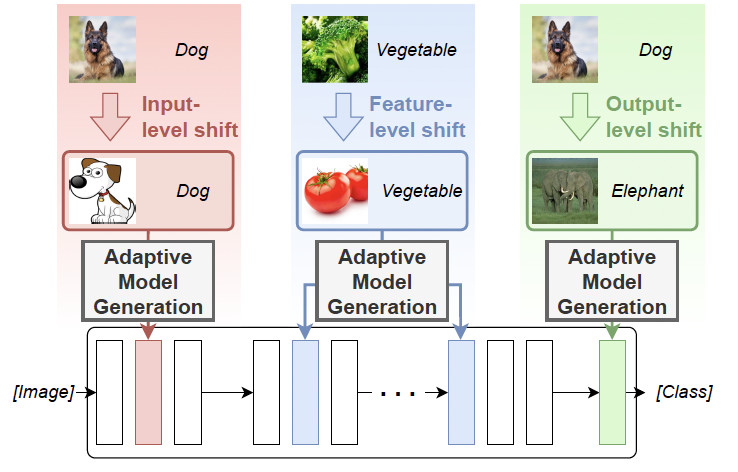 Dog
Vegetable
Dog
Input-
level shift
Feature-
level shift
Output-
level shift
Dog
Vegetable
Elephant
Adaptive
Model
Generation
Adaptive
Model
Generation
Adaptive
Model
Generation
[Image]
. . .
[Class]